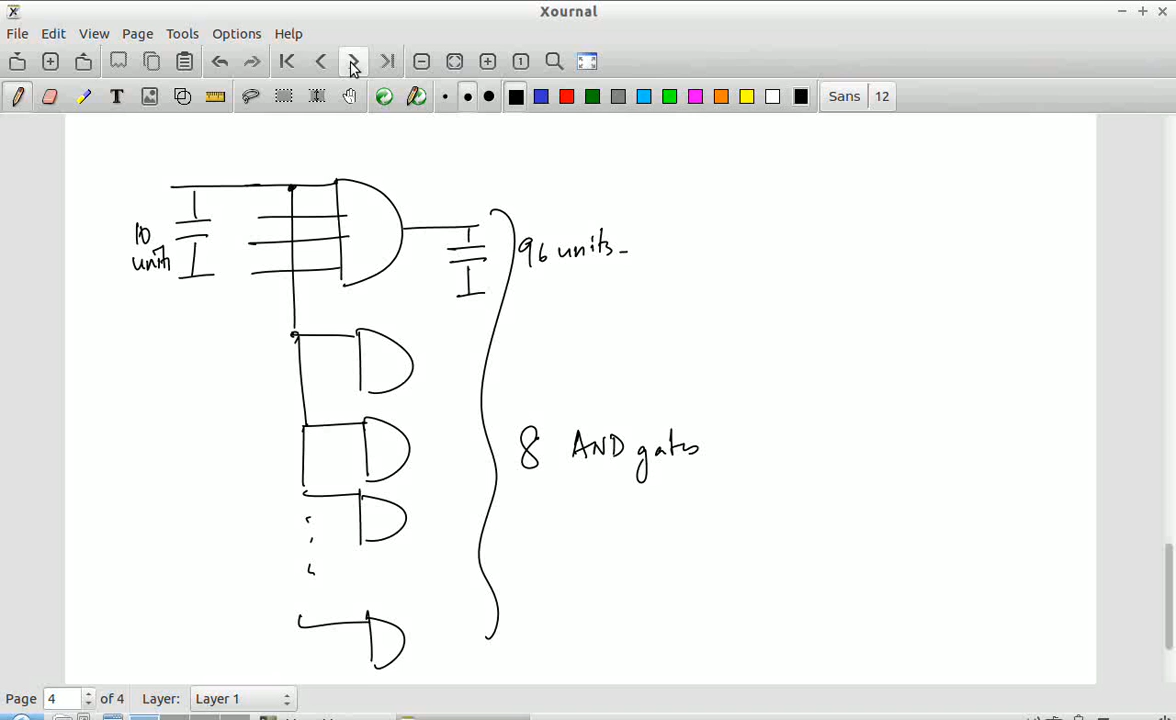 Xournal
File Edit View Page Tools Options Help
Sans 12
10
units
96 units
8 AND gates
Page 4 of 4 Layer: Layer 1